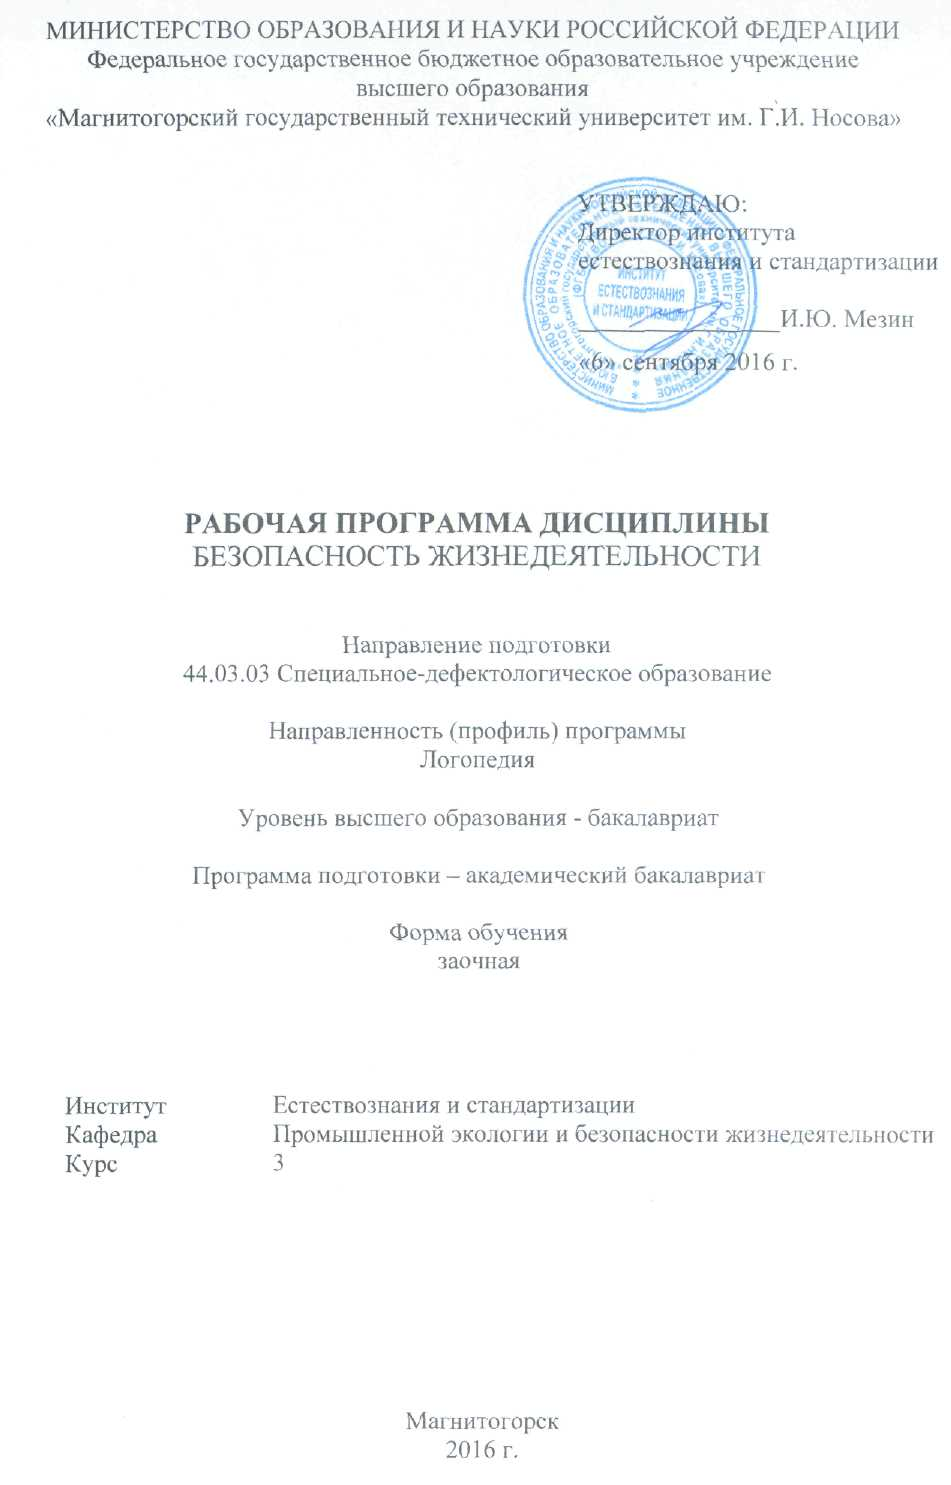 МИНИСТЕРСТВО ОБРАЗОВАНИЯ И НАУКИ РОССИЙСКОЙ ФЕДЕРАЦИИ
Федеральное государственное бюджетное образовательное учреждение
высшего образования
«Магнитогорский государственный технический университет им. Г.И. Носова»
УТВЕРЖДАЮ:
Директор института
естествознания и стандартизации
И.Ю. Мезин
«6» сентября 2016 г.
ИНСТИТУТ
ЕСТЕСТВОЗНАНИЯ
И СТАНДАРТИЗАЦИИ
РАБОЧАЯ ПРОГРАММА ДИСЦИПЛИНЫ
БЕЗОПАСНОСТЬ ЖИЗНЕДЕЯТЕЛЬНОСТИ
Направление подготовки
44.03.03 Специальное-дефектологическое образование
Направленность (профиль) программы
Логопедия
Уровень высшего образования - бакалавриат
Программа подготовки – академический бакалавриат
Форма обучения
заочная
Институт Естествознания и стандартизации
Кафедра Промышленной экологии и безопасности жизнедеятельности
Курс 3
Магнитогорск
2016 г.